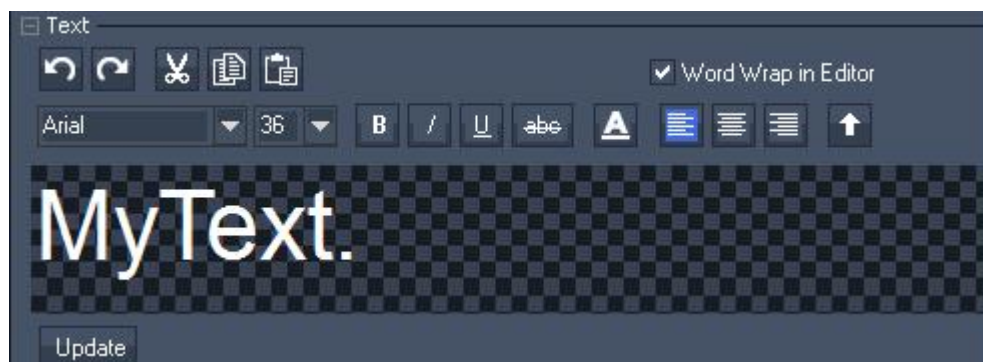 Text
Word Wrap in Editor
Arial 36 B I U abc A
MyText.
Update